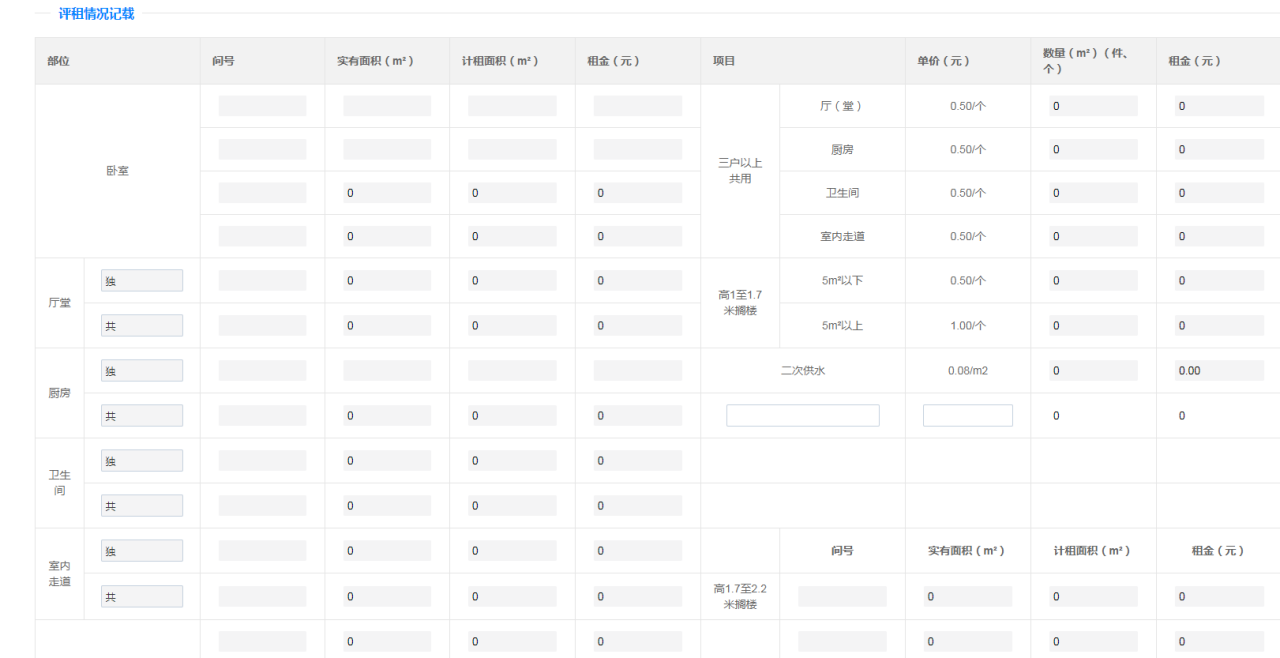 评租情况记载
部位 问号 实有面积（m²） 计租面积（m²） 租金（元） 项目 单价（元） 数量（m²）（件、个） 租金（元）
卧室 三户以上共用 厅（堂） 0.50/个 0 0
厨房 0.50/个 0 0
0 0 0 卫生间 0.50/个 0 0
0 0 0 室内走道 0.50/个 0 0
厅堂 独 0 0 0 高1至1.7米搁楼 5m²以下 0.50/个 0 0
共 0 0 0 5m²以上 1.00/个 0 0
厨房 独 二次供水 0.08/m2 0 0.00
共 0 0 0 0 0
卫生间 独 0 0 0
共 0 0 0
室内走道 独 0 0 0 问号 实有面积（m²） 计租面积（m²） 租金（元）
共 0 0 0 高1.7至2.2米搁楼 0 0 0
0 0 0 0 0 0